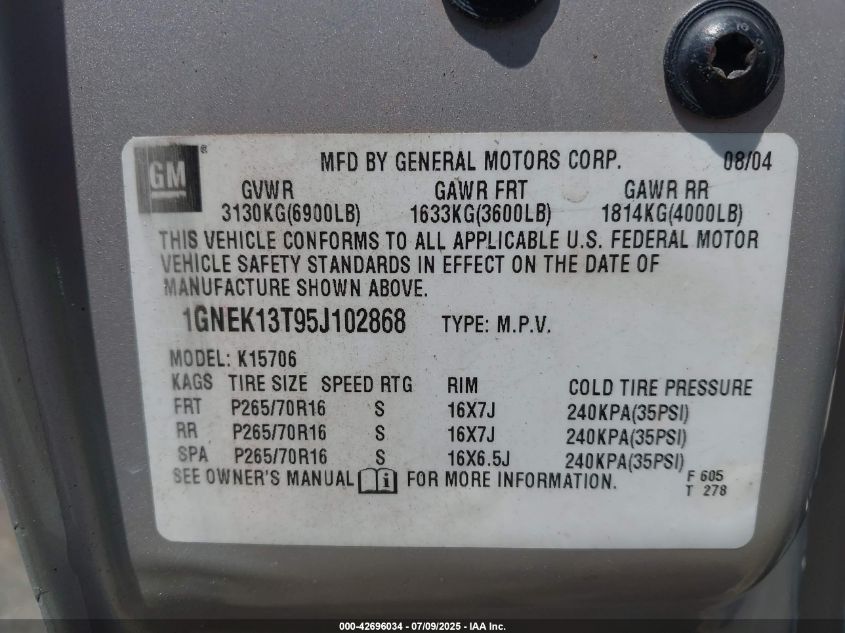 GM ® MFD BY GENERAL MOTORS CORP. 08/04
GVWR GAWR FRT GAWR RR
3130KG(6900LB) 1633KG(3600LB) 1814KG(4000LB)
THIS VEHICLE CONFORMS TO ALL APPLICABLE U.S. FEDERAL MOTOR
VEHICLE SAFETY STANDARDS IN EFFECT ON THE DATE OF
MANUFACTURE SHOWN ABOVE.
1GNEK13T95J102868 TYPE: M.P.V.
MODEL: K15706
KAGS TIRE SIZE SPEED RTG RIM COLD TIRE PRESSURE
FRT P265/70R16 S 16X7J 240KPA(35PSI)
RR P265/70R16 S 16X7J 240KPA(35PSI)
SPA P265/70R16 S 16X6.5J 240KPA(35PSI)
SEE OWNER'S MANUAL i FOR MORE INFORMATION. F 605
T 278
000-42696034 / 07/09/2025 - IAA Inc.